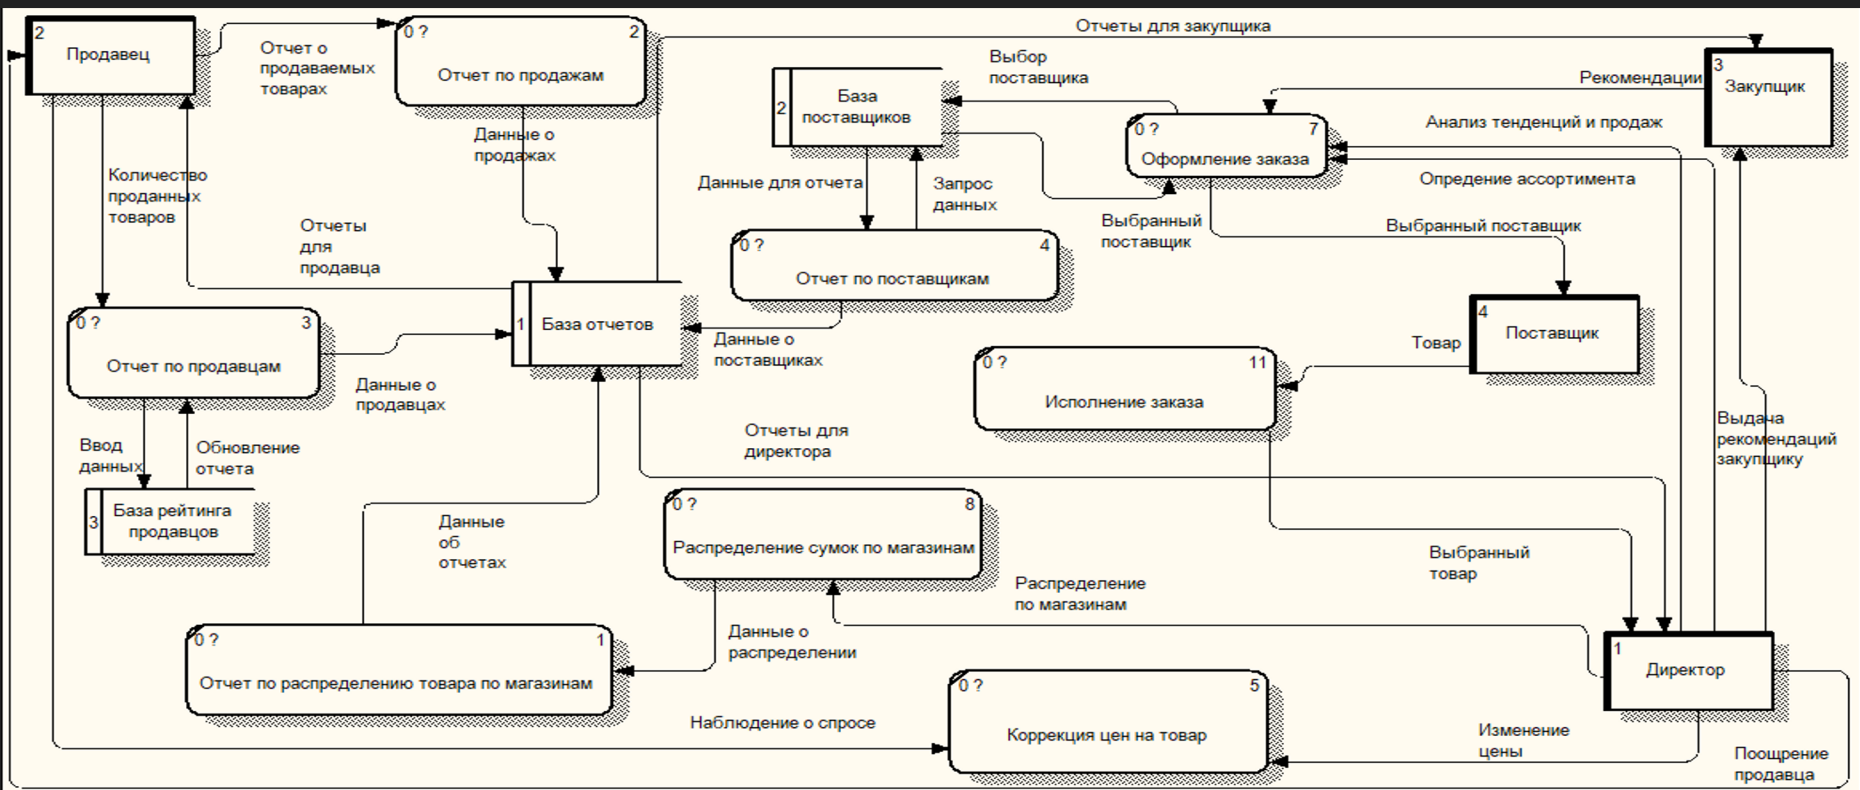 2
Продавец
Отчет о
продаваемых
товарах
0 ?
2
Отчет по продажам
Отчеты для закупщика
3
Закупщик
Рекомендации
Выбор
поставщика
2
База
поставщиков
0 ?
7
Оформление заказа
Анализ тенденций и продаж
Опредение ассортимента
Данные о
продажах
Количество
проданных
товаров
Данные для отчета
Запрос
данных
Выбранный
поставщик
Выбранный поставщик
Отчеты
для
продавца
0 ?
4
Отчет по поставщикам
0 ?
3
Отчет по продавцам
1
База отчетов
Данные о
поставщиках
4
Поставщик
Товар
0 ?
11
Исполнение заказа
Данные о
продавцах
Ввод
данных
Обновление
отчета
Отчеты для
директора
Выдача
рекомендаций
закупщику
3
База рейтинга
продавцов
Данные
об
отчетах
0 ?
8
Распределение сумок по магазинам
Выбранный
товар
Распределение
по магазинам
0 ?
1
Отчет по распределению товара по магазинам
Данные о
распределении
1
Директор
Наблюдение о спросе
0 ?
5
Коррекция цен на товар
Изменение
цены
Поощрение
продавца